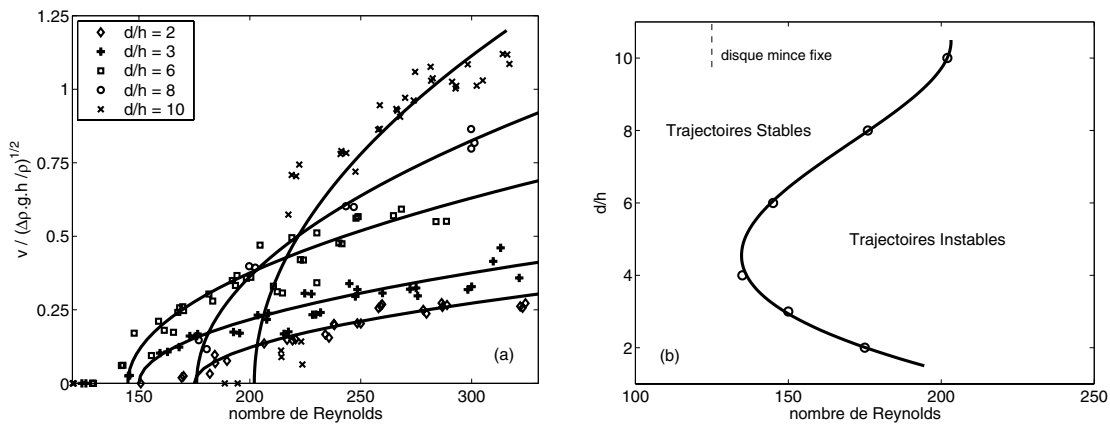 1.25
1
0.75
0.5
0.25
0
v / (Δρ.g.h /ρ)^1/2
d/h = 2
d/h = 3
d/h = 6
d/h = 8
d/h = 10
(a)
150
200
250
300
nombre de Reynolds
10
8
6
4
2
d/h
disque mince fixe
Trajectoires Stables
Trajectoires Instables
(b)
100
150
200
250
nombre de Reynolds